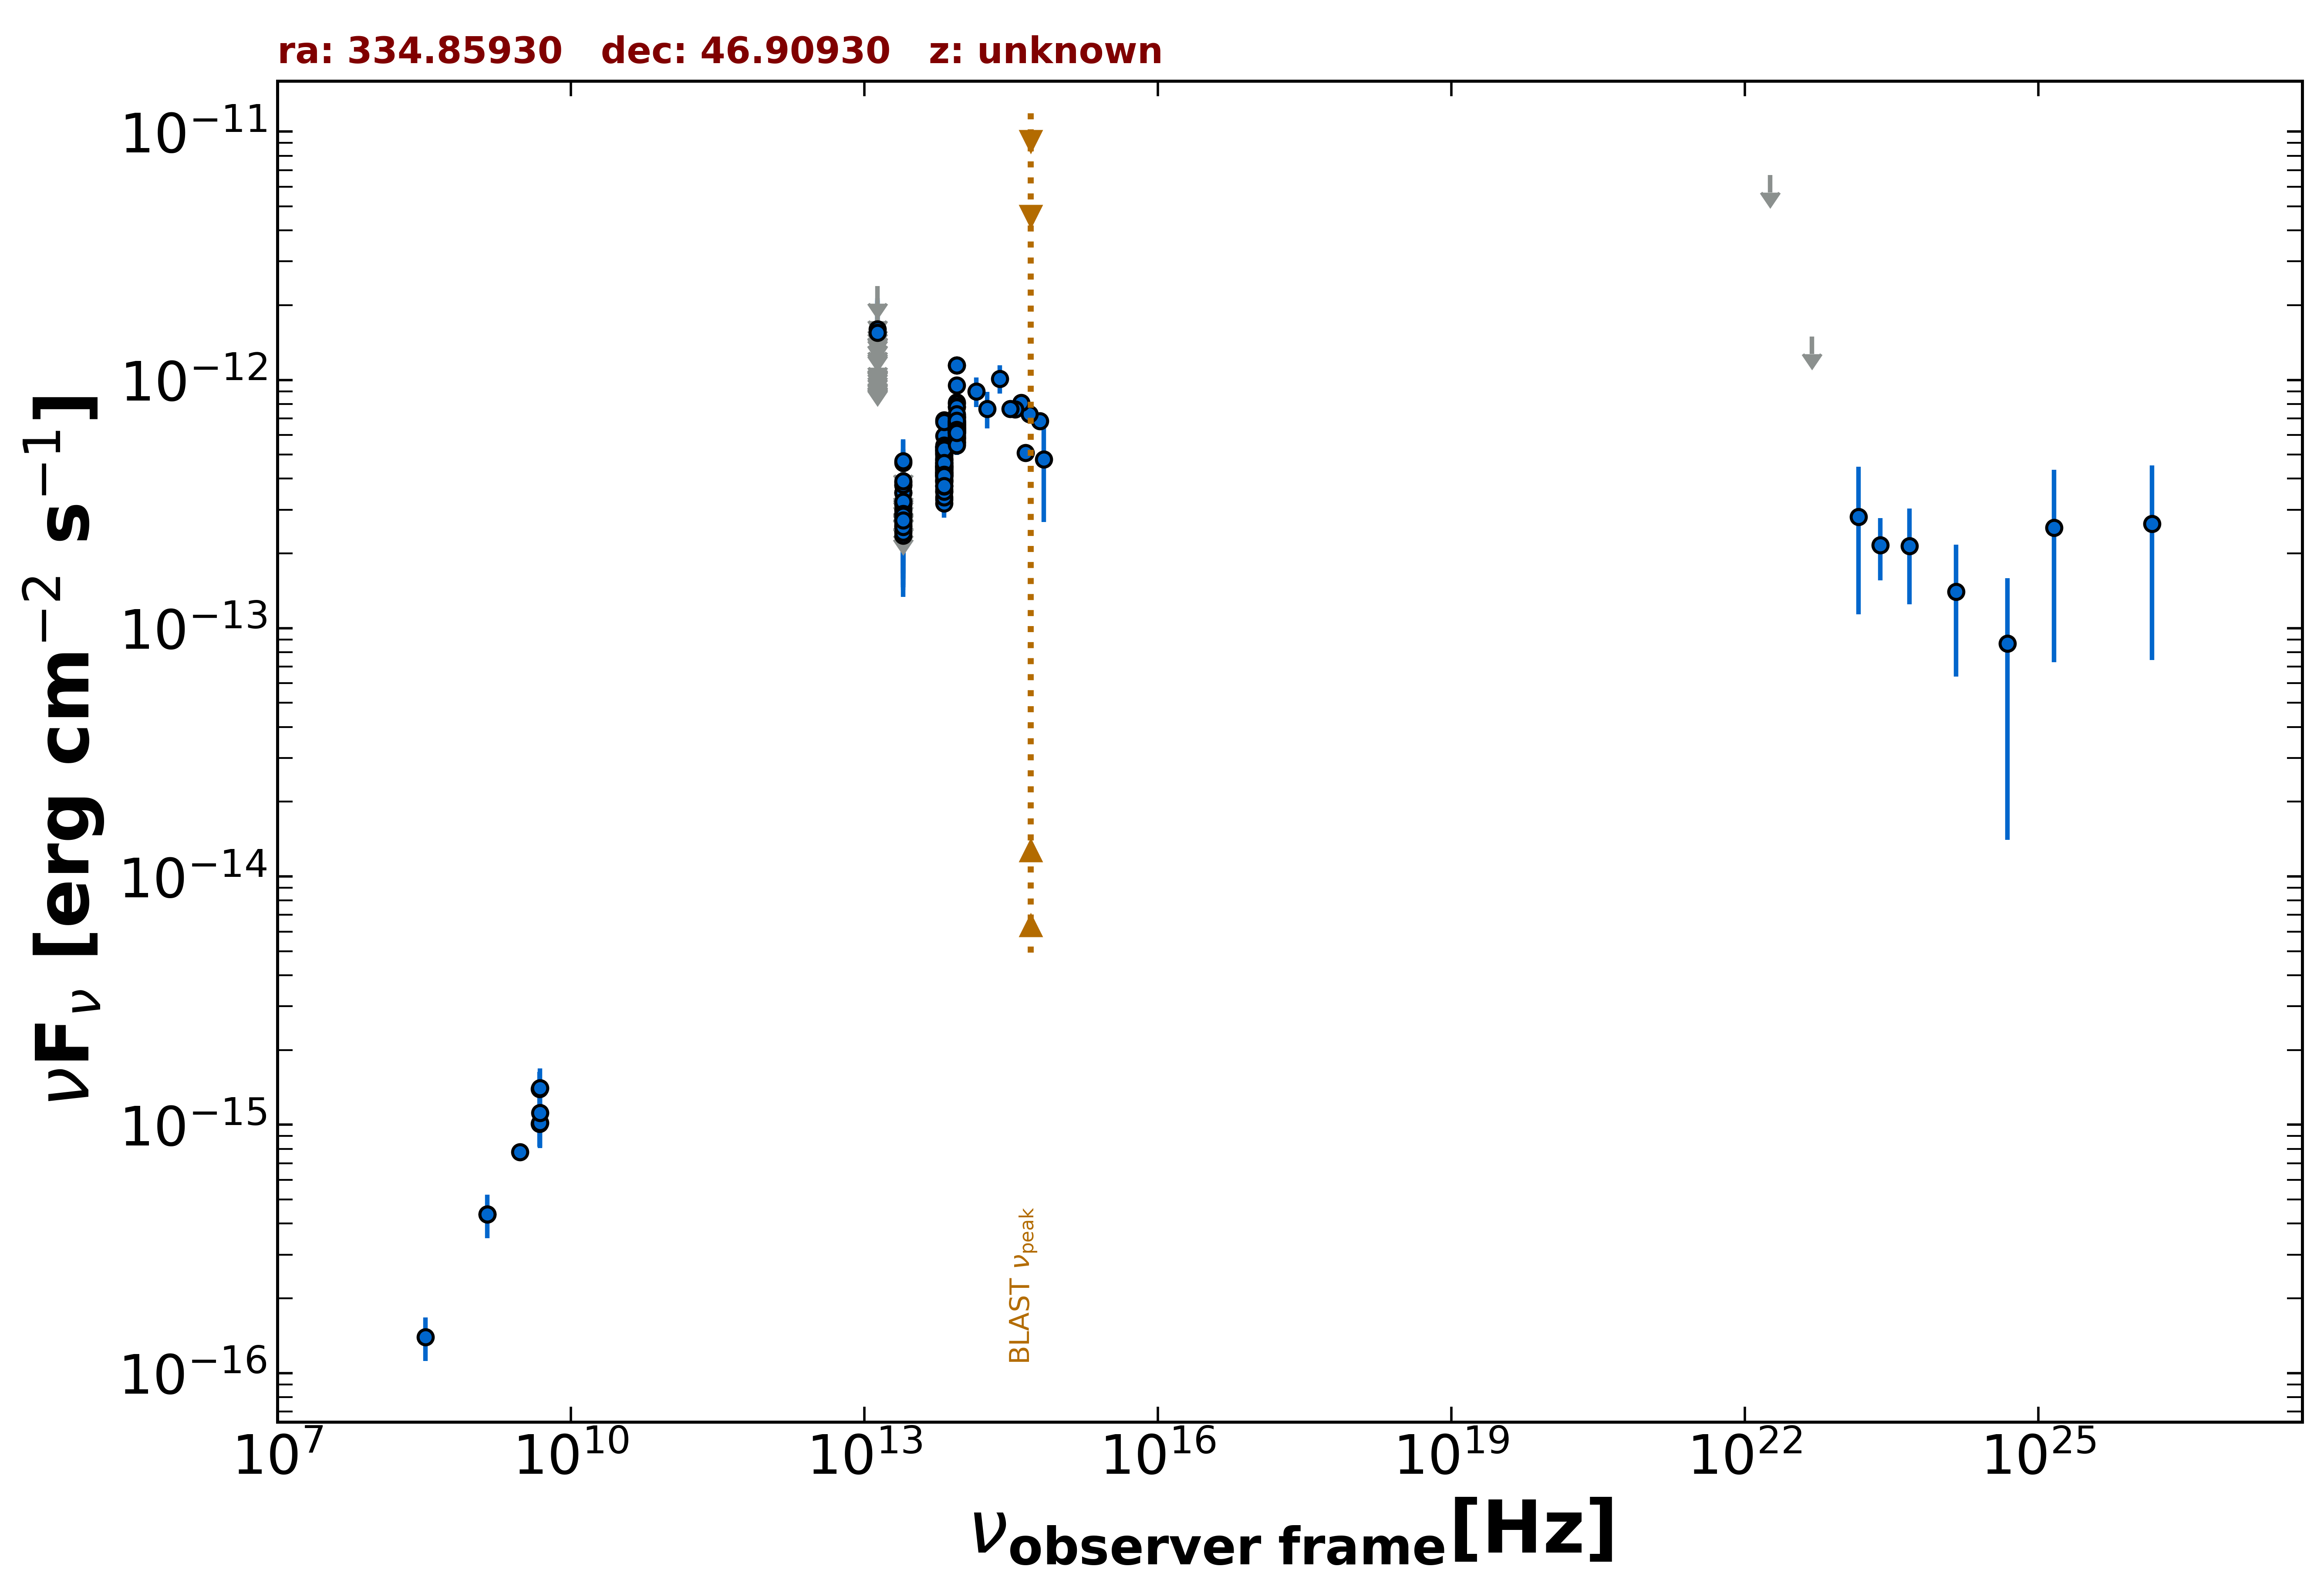 ra: 334.85930   dec: 46.90930   z: unknown
10⁻¹¹
10⁻¹²
10⁻¹³
10⁻¹⁴
10⁻¹⁵
10⁻¹⁶
νFν [erg cm⁻² s⁻¹]
BLAST νpeak
10⁷ 10¹⁰ 10¹³ 10¹⁶ 10¹⁹ 10²² 10²⁵
νobserver frame[Hz]